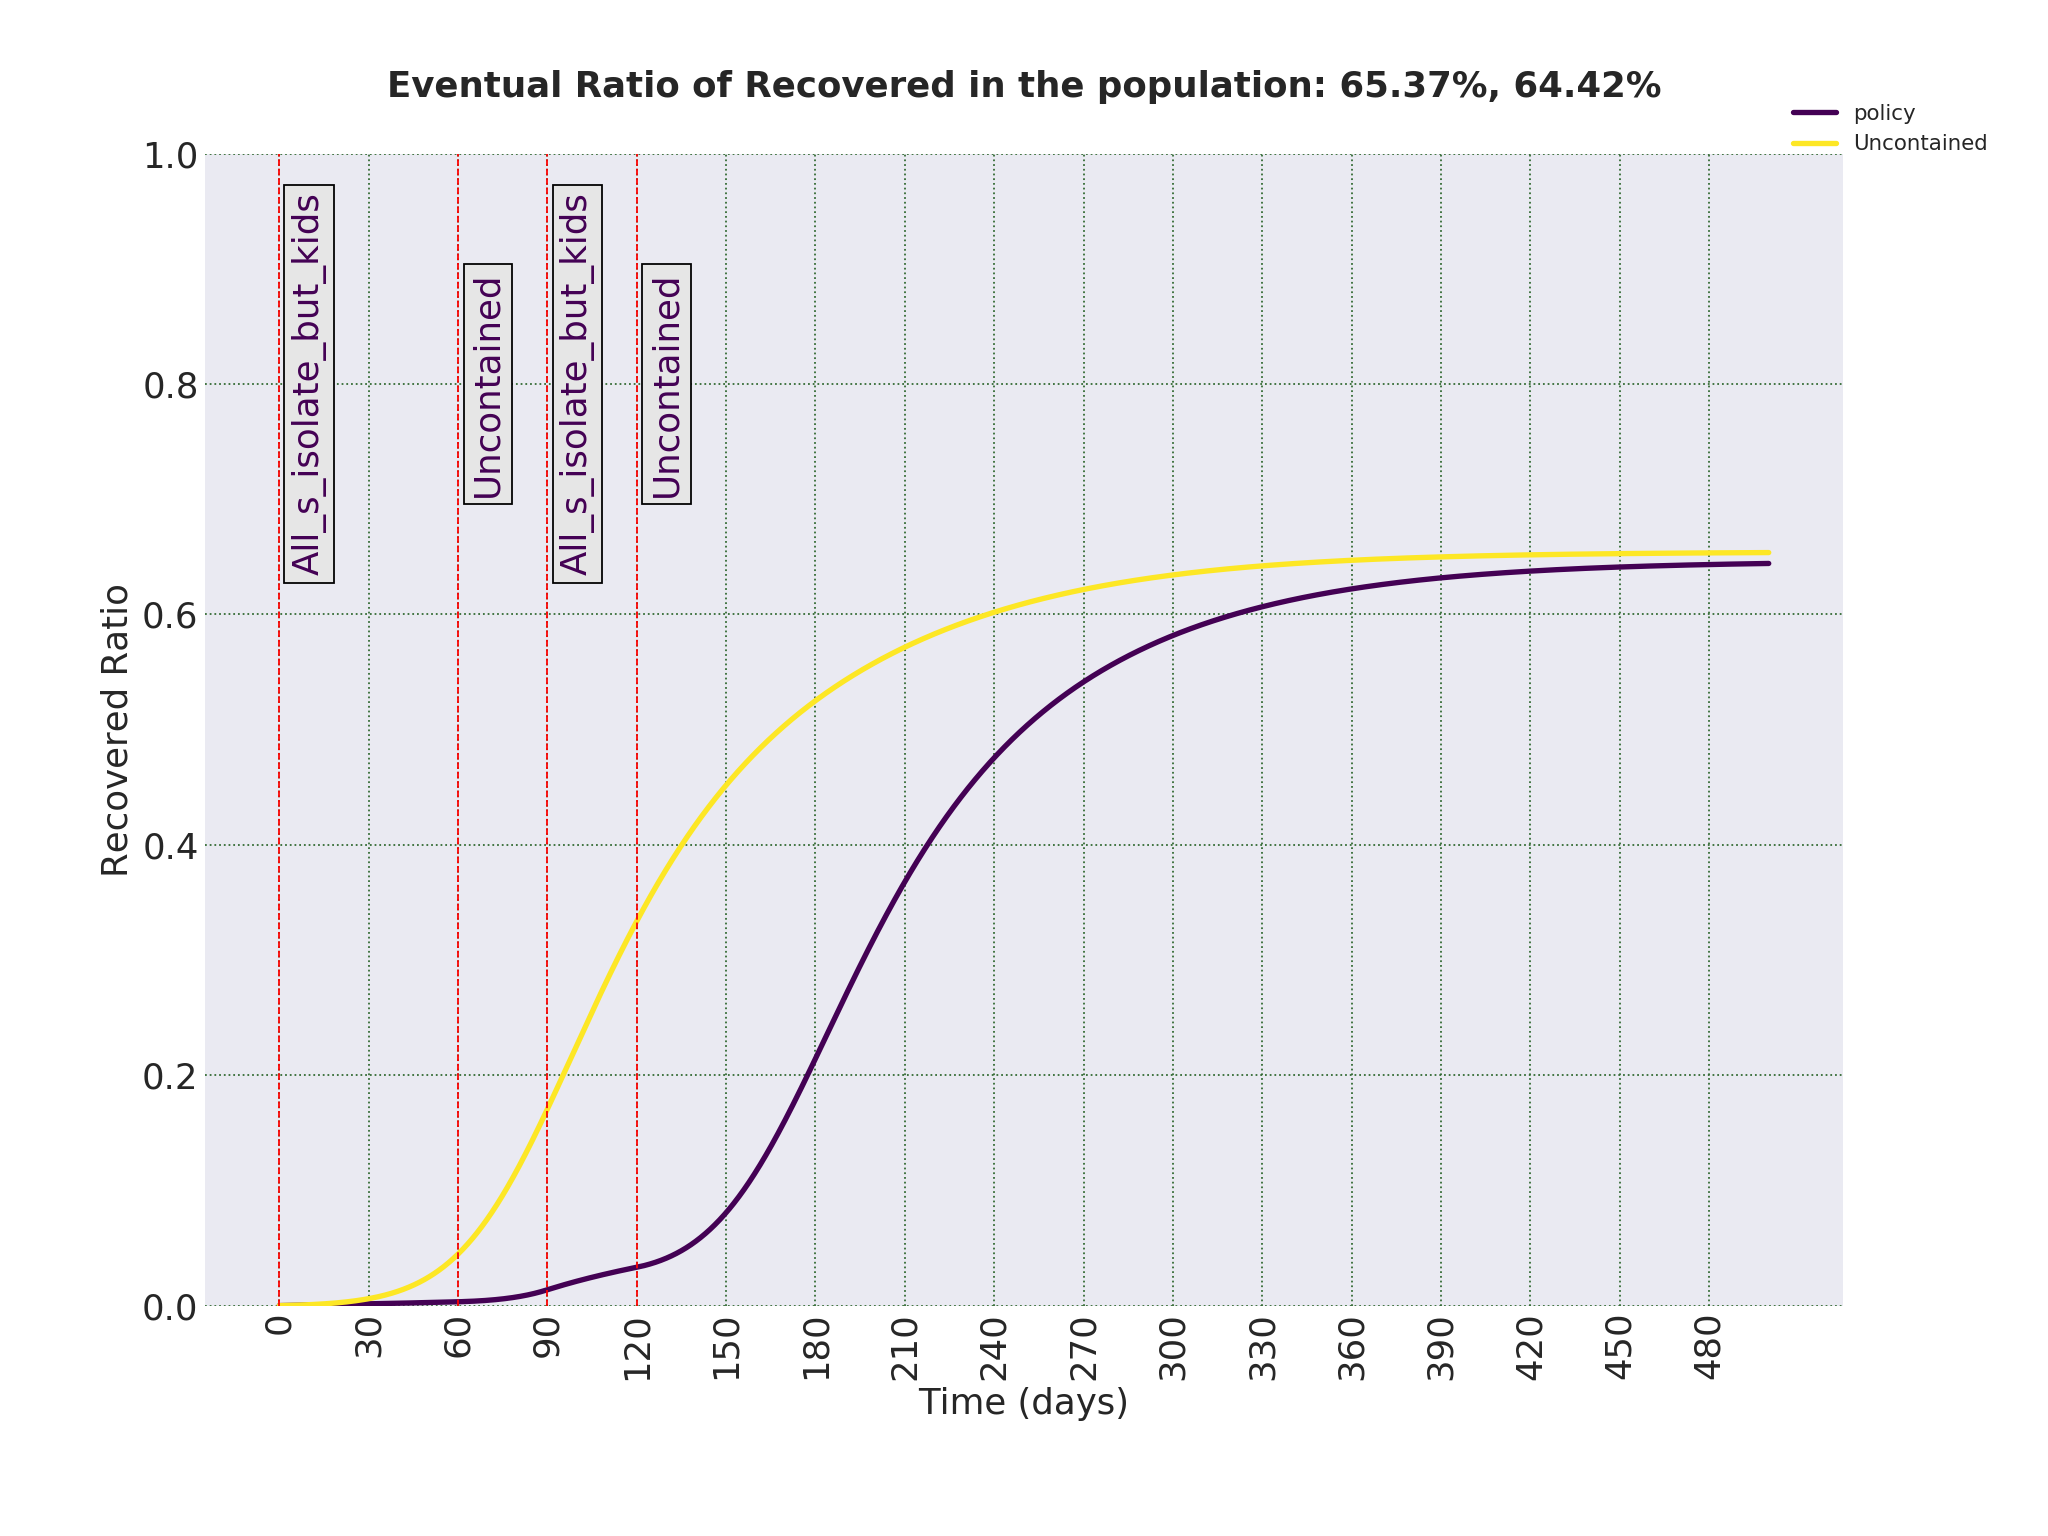 Eventual Ratio of Recovered in the population: 65.37%, 64.42%
policy
Uncontained
1.0
0.8
0.6
0.4
0.2
0.0
Recovered Ratio
All_s_isolate_but_kids
Uncontained
All_s_isolate_but_kids
Uncontained
0 30 60 90 120 150 180 210 240 270 300 330 360 390 420 450 480
Time (days)